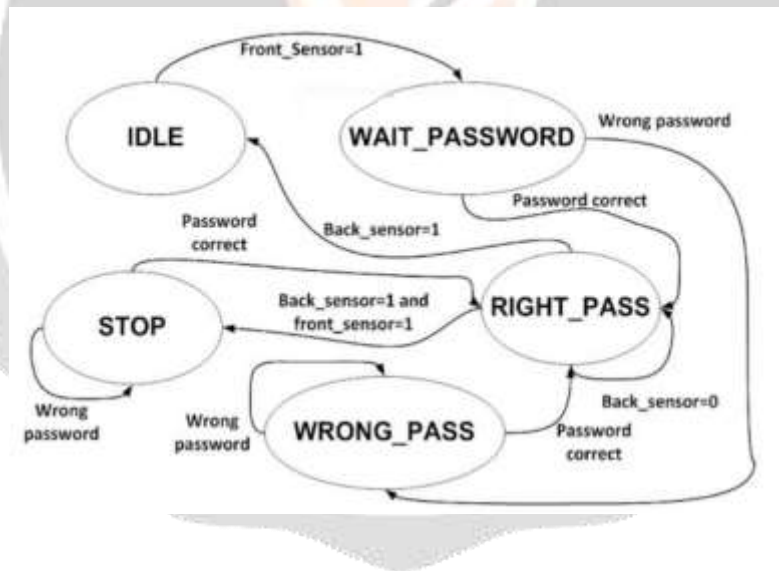 Front_Sensor=1
IDLE
WAIT_PASSWORD
Wrong password
Password correct
Password
correct
Back_sensor=1
Back_sensor=1 and
front_sensor=1
STOP
RIGHT_PASS
Wrong
password
Wrong
password
WRONG_PASS
Back_sensor=0
Password
correct